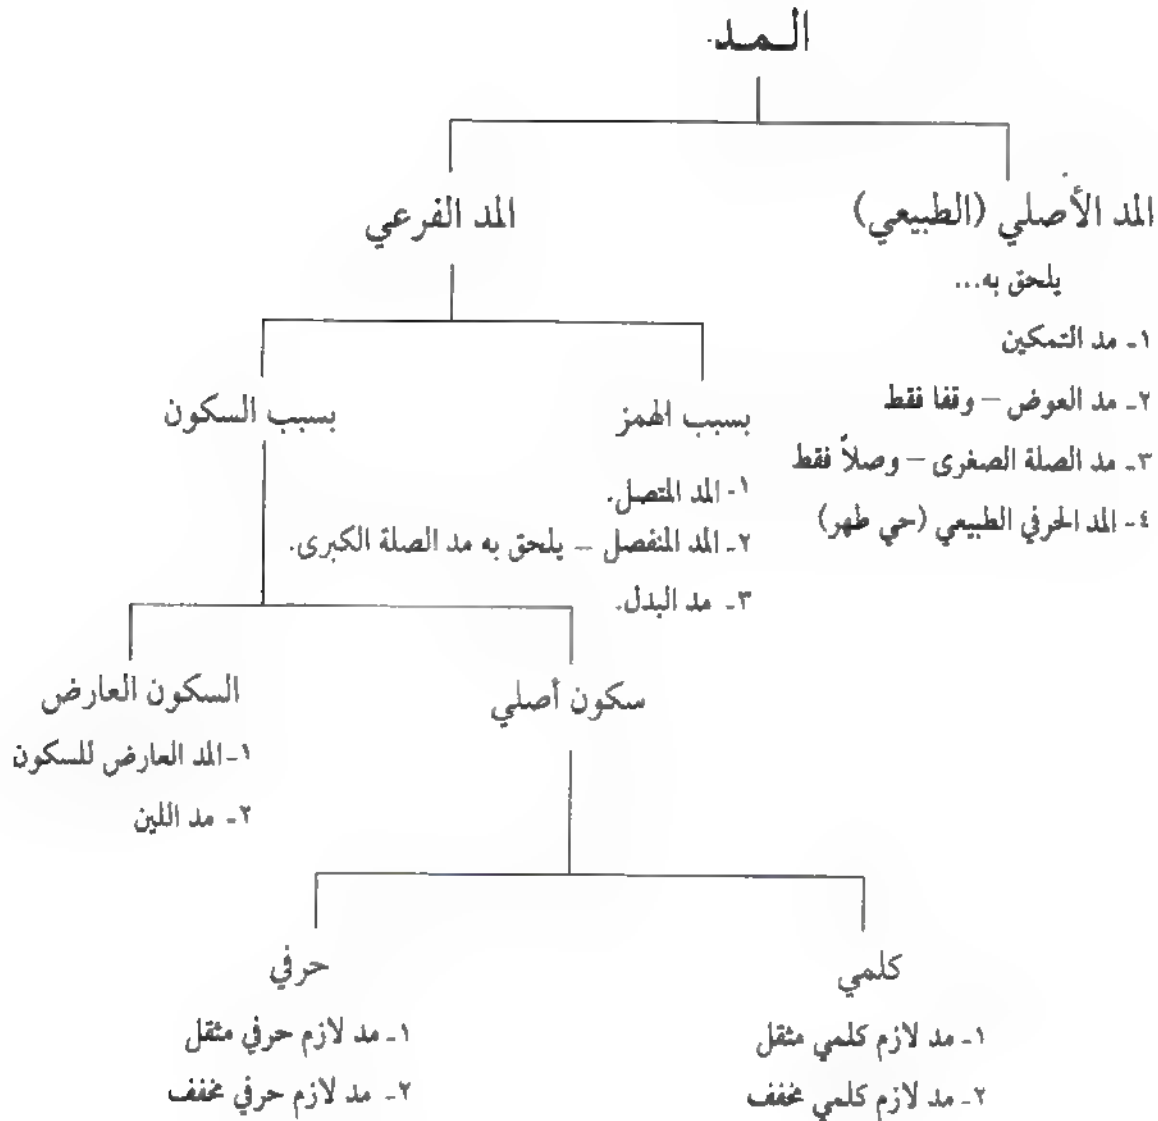 المد
المد الأصلي (الطبيعي)
يلحق به...
١- مد التمكين
٢- مد العوض – وقفا فقط
٣- مد الصلة الصغرى – وصلاً فقط
٤- المد الحرفي الطبيعي (حي طهر)
المد الفرعي
بسبب الهمز
١- المد المتصل.
٢- المد المنفصل – يلحق به مد الصلة الكبرى.
٣- مد البدل.
بسبب السكون
سكون أصلي
السكون العارض
١- المد العارض للسكون
٢- مد اللين
كلمي
١- مد لازم كلمي مثقل
٢- مد لازم كلمي مخفف
حرفي
١- مد لازم حرفي مثقل
٢- مد لازم حرفي مخفف